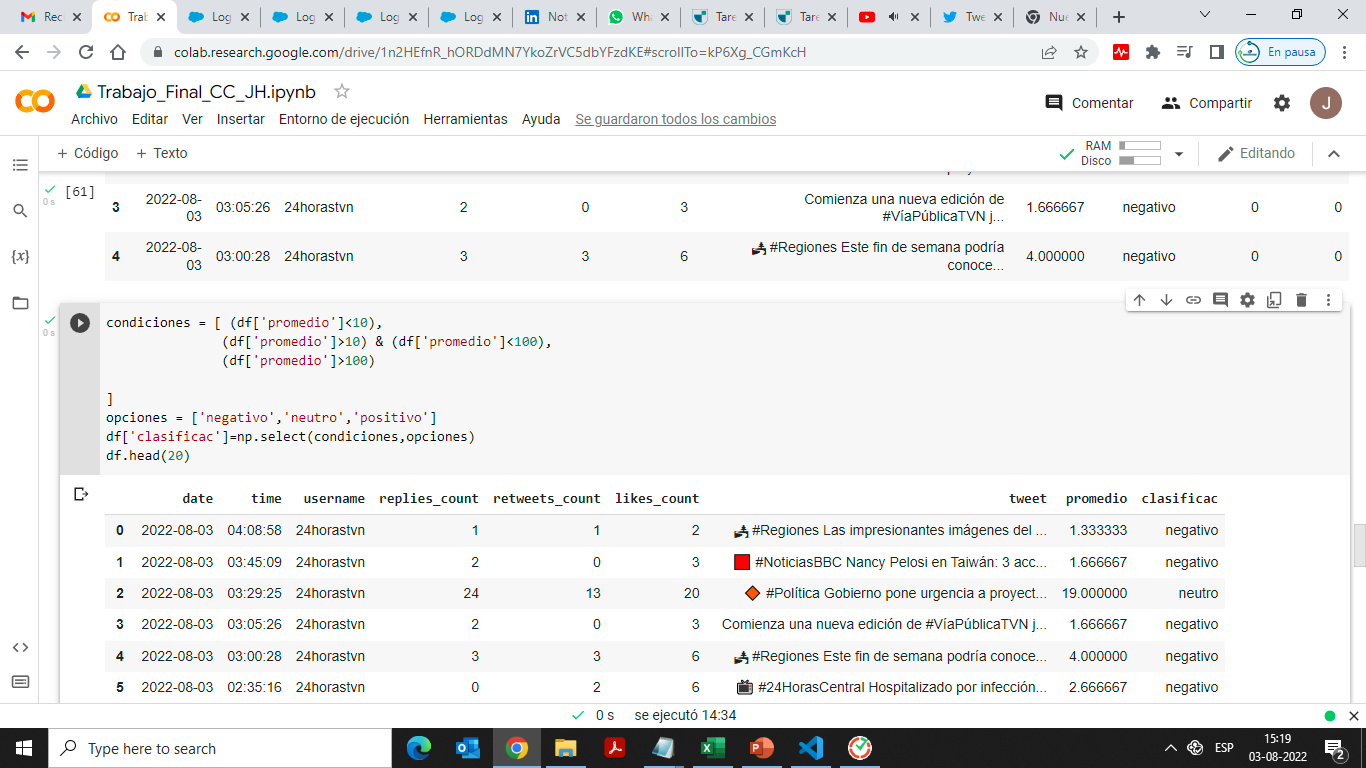 Rec
Trab
Log
Log
Log
Log
Not
Wha
Tare
Tare
Twe
Nue
colab.research.google.com/drive/1n2HEfnR_hORDdMN7YkoZrVC5dbYFzdKE#scrollTo=kP6Xg_CGmKcH
En pausa
Trabajo_Final_CC_JH.ipynb
Comentar
Compartir
J
Archivo Editar Ver Insertar Entorno de ejecución Herramientas Ayuda Se guardaron todos los cambios
+ Código + Texto
RAM
Disco
Editando
[61]
0 s
3 2022-08-03 03:05:26 24horastvn 2 0 3 Comienza una nueva edición de #VíaPúblicaTVN j... 1.666667 negativo 0 0
4 2022-08-03 03:00:28 24horastvn 3 3 6 #Regiones Este fin de semana podría conoce... 4.000000 negativo 0 0
0 s
condiciones = [ (df['promedio']<10),
(df['promedio']>10) & (df['promedio']<100),
(df['promedio']>100)
]
opciones = ['negativo','neutro','positivo']
df['clasificac']=np.select(condiciones,opciones)
df.head(20)
date time username replies_count retweets_count likes_count tweet promedio clasificac
0 2022-08-03 04:08:58 24horastvn 1 1 2 #Regiones Las impresionantes imágenes del ... 1.333333 negativo
1 2022-08-03 03:45:09 24horastvn 2 0 3 #NoticiasBBC Nancy Pelosi en Taiwán: 3 acc... 1.666667 negativo
2 2022-08-03 03:29:25 24horastvn 24 13 20 #Política Gobierno pone urgencia a proyect... 19.000000 neutro
3 2022-08-03 03:05:26 24horastvn 2 0 3 Comienza una nueva edición de #VíaPúblicaTVN j... 1.666667 negativo
4 2022-08-03 03:00:28 24horastvn 3 3 6 #Regiones Este fin de semana podría conoce... 4.000000 negativo
5 2022-08-03 02:35:16 24horastvn 0 2 6 #24HorasCentral Hospitalizado por infección... 2.666667 negativo
0 s se ejecutó 14:34
Type here to search
ESP
15:19
03-08-2022
2